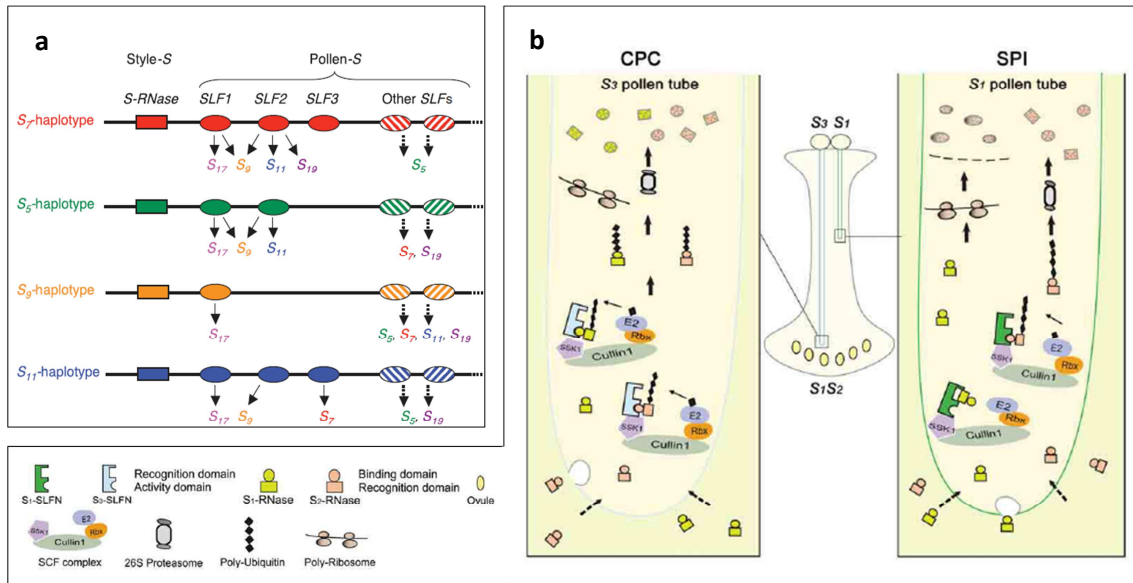 a
Style-S
Pollen-S
S-RNase
SLF1
SLF2
SLF3
Other SLFs
S7-haplotype
S17
S9
S11
S19
S5
S5-haplotype
S17
S9
S11
S7, S19
S9-haplotype
S17
S5, S7, S11, S19
S11-haplotype
S17
S9
S7
S5, S19
b
CPC
S3 pollen tube
SSK1
Cullin1
E2
Rbx
SSK1
Cullin1
E2
Rbx
S3 S1
S1S2
SPI
S1 pollen tube
SSK1
Cullin1
E2
Rbx
SSK1
Cullin1
E2
Rbx
S1-SLFN
S3-SLFN
Recognition domain
Activity domain
S1-RNase
S2-RNase
Binding domain
Recognition domain
Ovule
SSK1
Cullin1
E2
Rbx
SCF complex
26S Proteasome
Poly-Ubiquitin
Poly-Ribosome